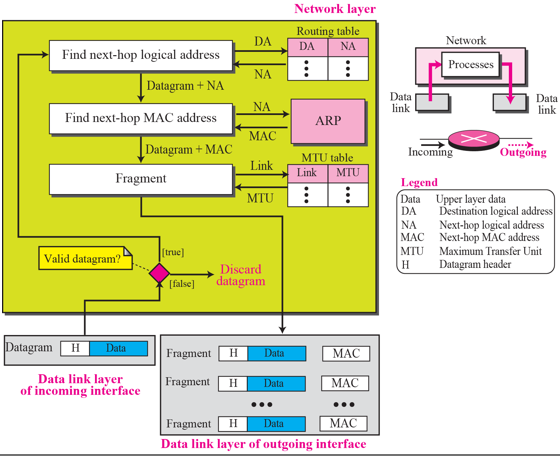 Network layer
Routing table
Find next-hop logical address
DA
NA
DA NA
Datagram + NA
Find next-hop MAC address
NA
MAC
ARP
Datagram + MAC
MTU table
Fragment
Link
MTU
Link MTU
Valid datagram?
[true]
[false]
Discard
datagram
Datagram H Data
Data link layer
of incoming interface
Fragment H Data MAC
Fragment H Data MAC
Fragment H Data MAC
Data link layer of outgoing interface
Network
Processes
Data
link
Data
link
Incoming
Outgoing
Legend
Data Upper layer data
DA Destination logical address
NA Next-hop logical address
MAC Next-hop MAC address
MTU Maximum Transfer Unit
H Datagram header